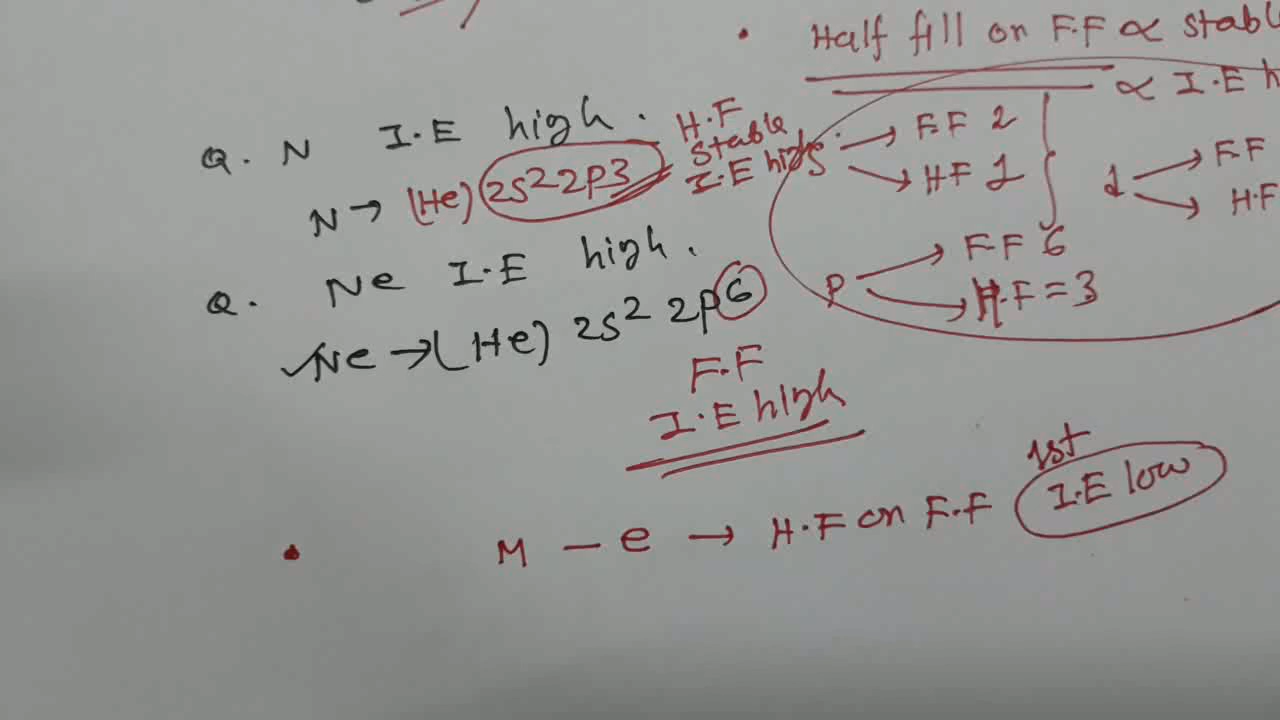 Half fill on F.F ∝ stable
∝ I.E h
Q. N I.E high.
H.F
stable
I.E high
N → (He) 2s² 2p3
S → F.F 2
→ H.F 1
d → F.F
→ H.F
P → F.F 6
→ H.F = 3
Q. Ne I.E high.
Ne → (He) 2s² 2p6
F.F
I.E high
1st
M – e → H.F on F.F I.E low